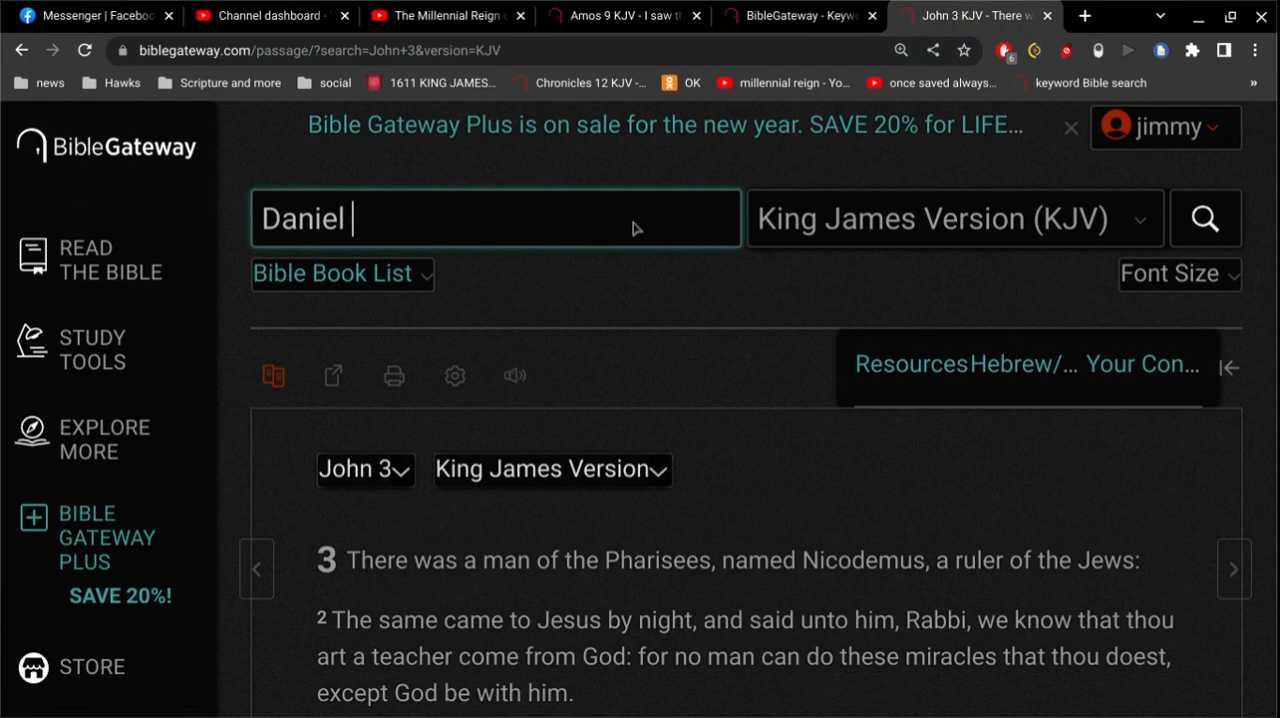 Messenger | Faceboo
Channel dashboard -
The Millennial Reign o
Amos 9 KJV - I saw th
BibleGateway - Keywo
John 3 KJV - There w
biblegateway.com/passage/?search=John+3&version=KJV
6
news
Hawks
Scripture and more
social
1611 KING JAMES...
Chronicles 12 KJV -...
OK
millennial reign - Yo...
once saved always...
keyword Bible search
»
Bible Gateway Plus is on sale for the new year. SAVE 20% for LIFE...
jimmy
BibleGateway
Daniel
King James Version (KJV)
Bible Book List
Font Size
READ
THE BIBLE
STUDY
TOOLS
EXPLORE
MORE
BIBLE
GATEWAY
PLUS
SAVE 20%!
STORE
Resources
Hebrew/...
Your Con...
John 3
King James Version
3 There was a man of the Pharisees, named Nicodemus, a ruler of the Jews:
2 The same came to Jesus by night, and said unto him, Rabbi, we know that thou
art a teacher come from God: for no man can do these miracles that thou doest,
except God be with him.